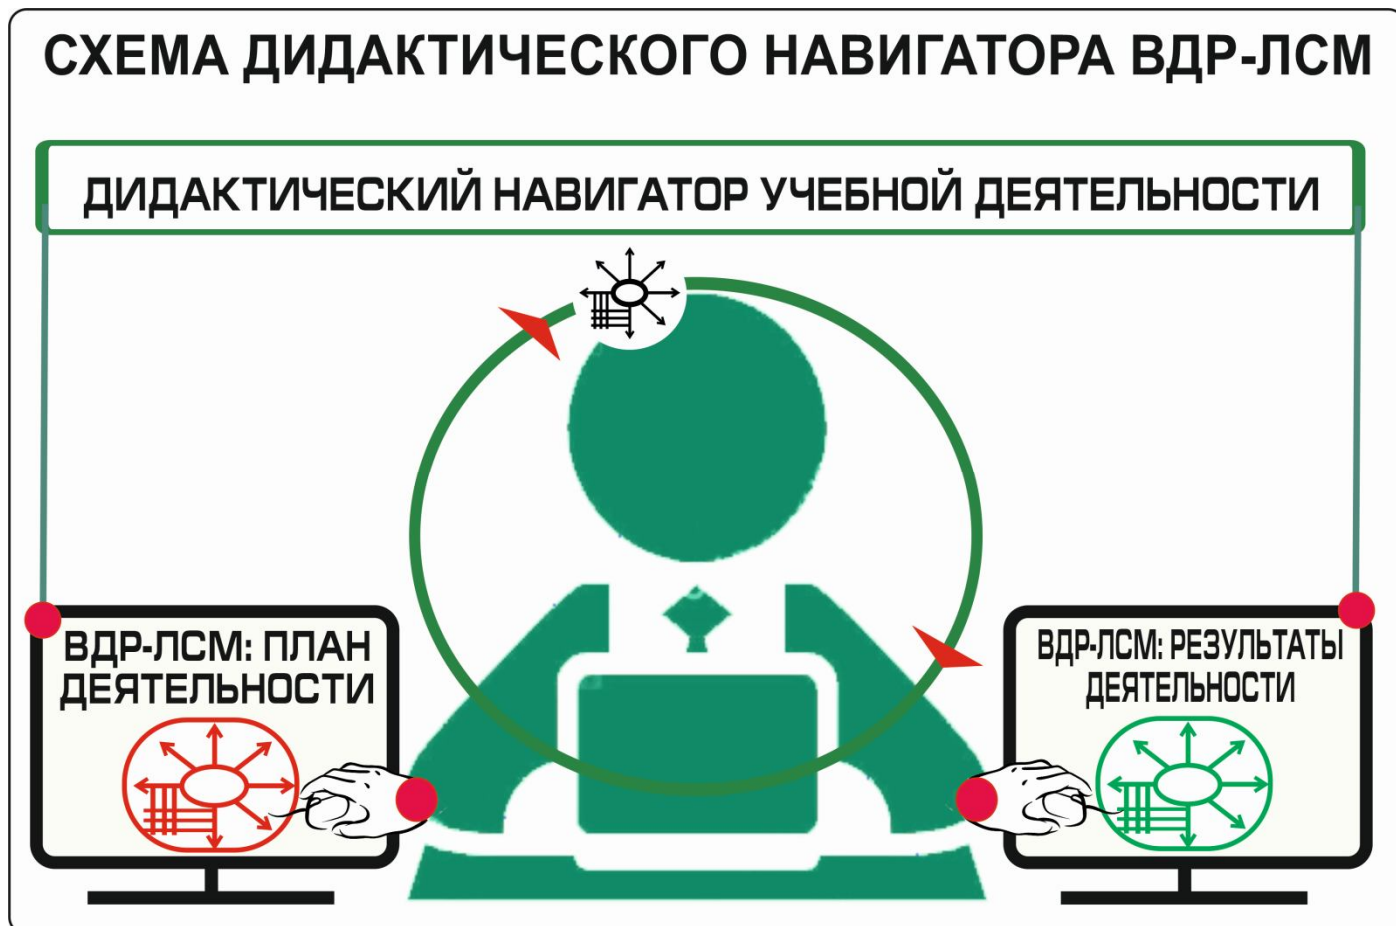 СХЕМА ДИДАКТИЧЕСКОГО НАВИГАТОРА ВДР-ЛСМ
ДИДАКТИЧЕСКИЙ НАВИГАТОР УЧЕБНОЙ ДЕЯТЕЛЬНОСТИ
ВДР-ЛСМ: ПЛАН
ДЕЯТЕЛЬНОСТИ
ВДР-ЛСМ: РЕЗУЛЬТАТЫ
ДЕЯТЕЛЬНОСТИ